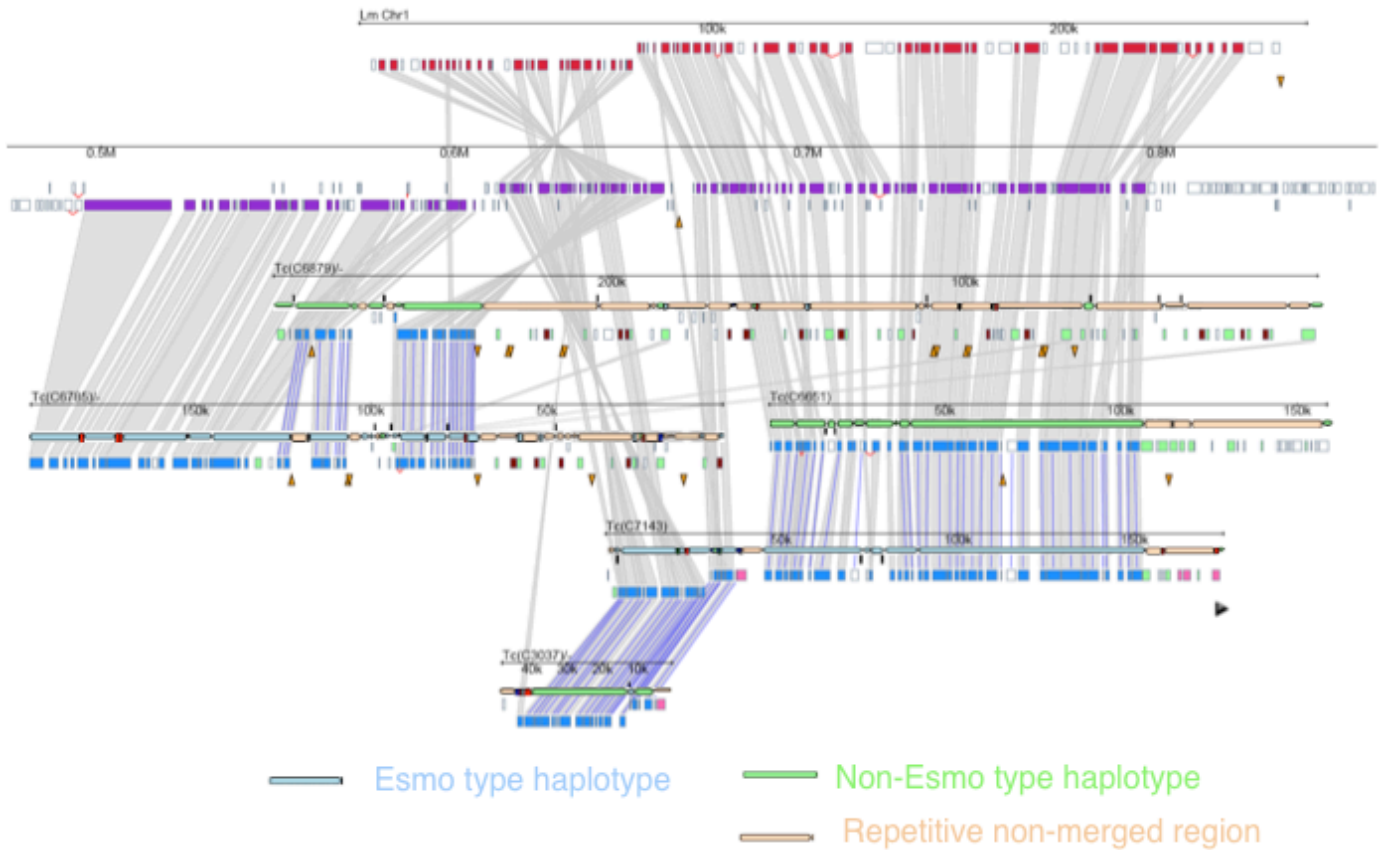 Lm Chr1
100k
200k
0.5M
0.6M
0.7M
0.8M
Tc(C6879)/-
200k
100k
Tc(C6785)/-
150k
100k
50k
Tc(C6651)
50k
100k
150k
Tc(C7143)
50k
100k
150k
Tc(C3037)/-
40k
30k
20k
10k
Esmo type haplotype
Non-Esmo type haplotype
Repetitive non-merged region